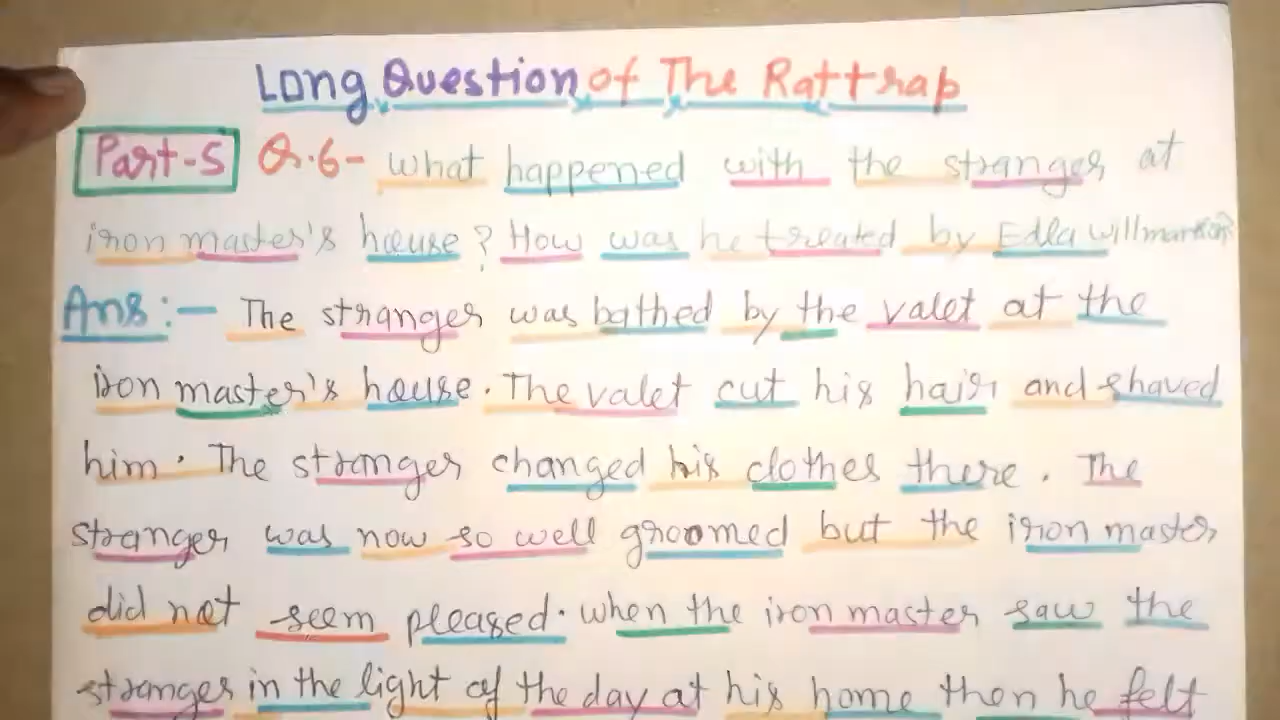 Long Question of The Rattrap
Part-5 Q.6- what happened with the stranger at
iron master's house? How was he treated by Edla willmanson?
Ans:- The stranger was bathed by the valet at the
iron master's house. The valet cut his hair and shaved
him. The stranger changed his clothes there. The
stranger was now so well groomed but the iron master
did not seem pleased. when the iron master saw the
stranger in the light of the day at his home then he felt